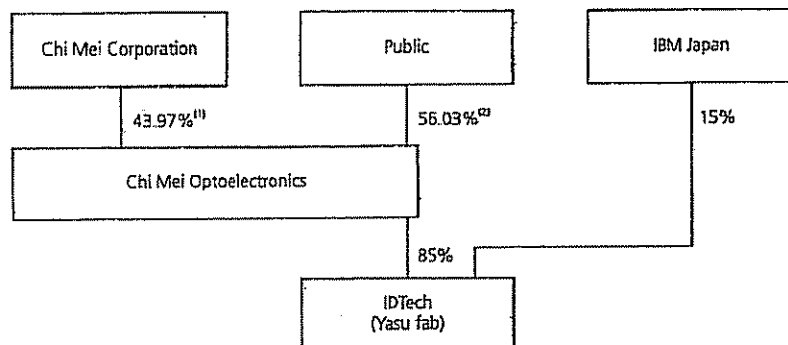 Chi Mei Corporation
Public
IBM Japan
43.97%(1)
56.03%(2)
15%
Chi Mei Optoelectronics
85%
IDTech
(Yasu fab)